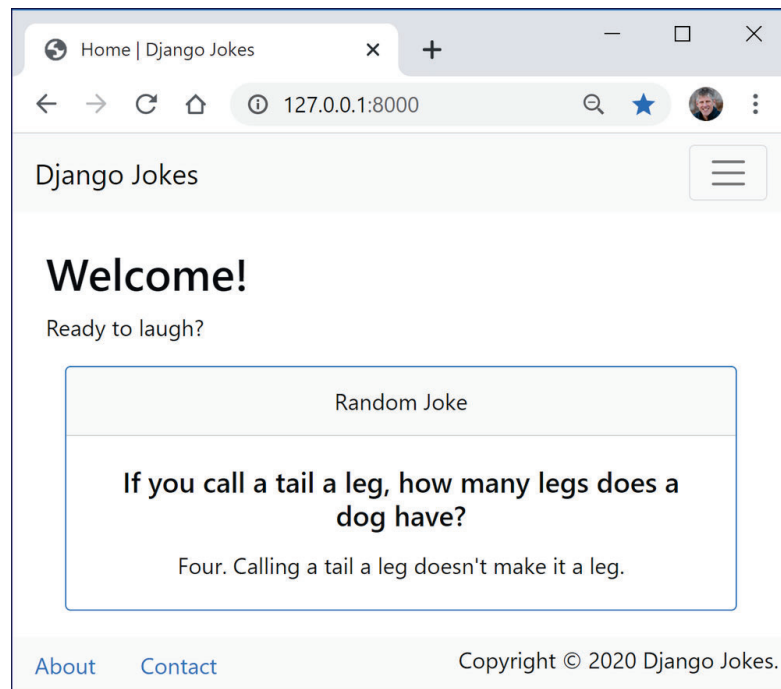 Home | Django Jokes
127.0.0.1:8000
Django Jokes
Welcome!
Ready to laugh?
Random Joke
If you call a tail a leg, how many legs does a
dog have?
Four. Calling a tail a leg doesn't make it a leg.
About Contact Copyright © 2020 Django Jokes.